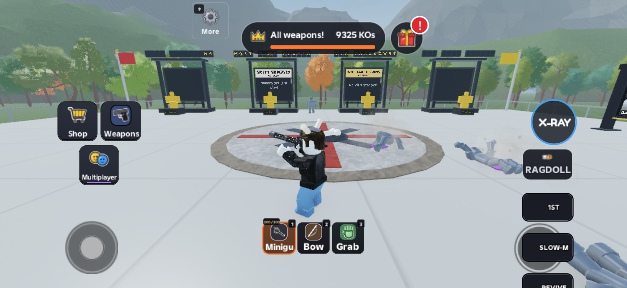 More
All weapons! 9325 KOs
!
Shop
Weapons
Multiplayer
X-RAY
RAGDOLL
1ST
SLOW-M
REVIVE
Minigu
Bow
Grab
1
2
3